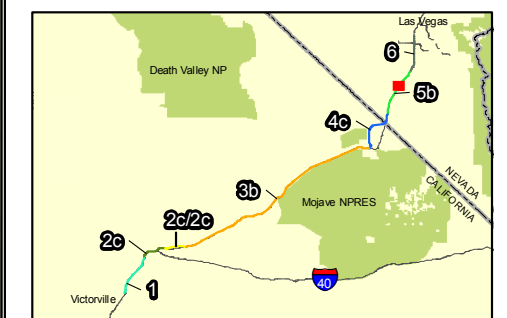 Las Vegas
6
Death Valley NP
5b
4c
NEVADA
CALIFORNIA
3b
Mojave NPRES
2c/2c
2c
40
1
Victorville